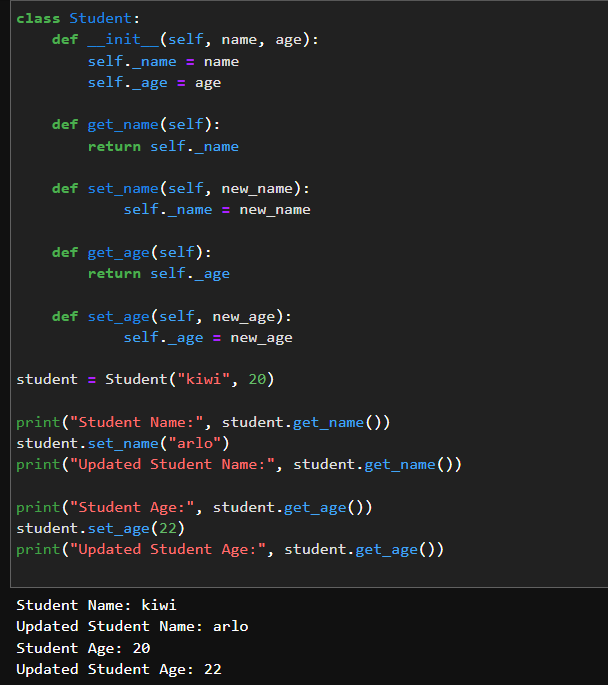 class Student:
    def __init__(self, name, age):
        self._name = name
        self._age = age

    def get_name(self):
        return self._name

    def set_name(self, new_name):
            self._name = new_name

    def get_age(self):
        return self._age

    def set_age(self, new_age):
            self._age = new_age

student = Student("kiwi", 20)

print("Student Name:", student.get_name())
student.set_name("arlo")
print("Updated Student Name:", student.get_name())

print("Student Age:", student.get_age())
student.set_age(22)
print("Updated Student Age:", student.get_age())

Student Name: kiwi
Updated Student Name: arlo
Student Age: 20
Updated Student Age: 22